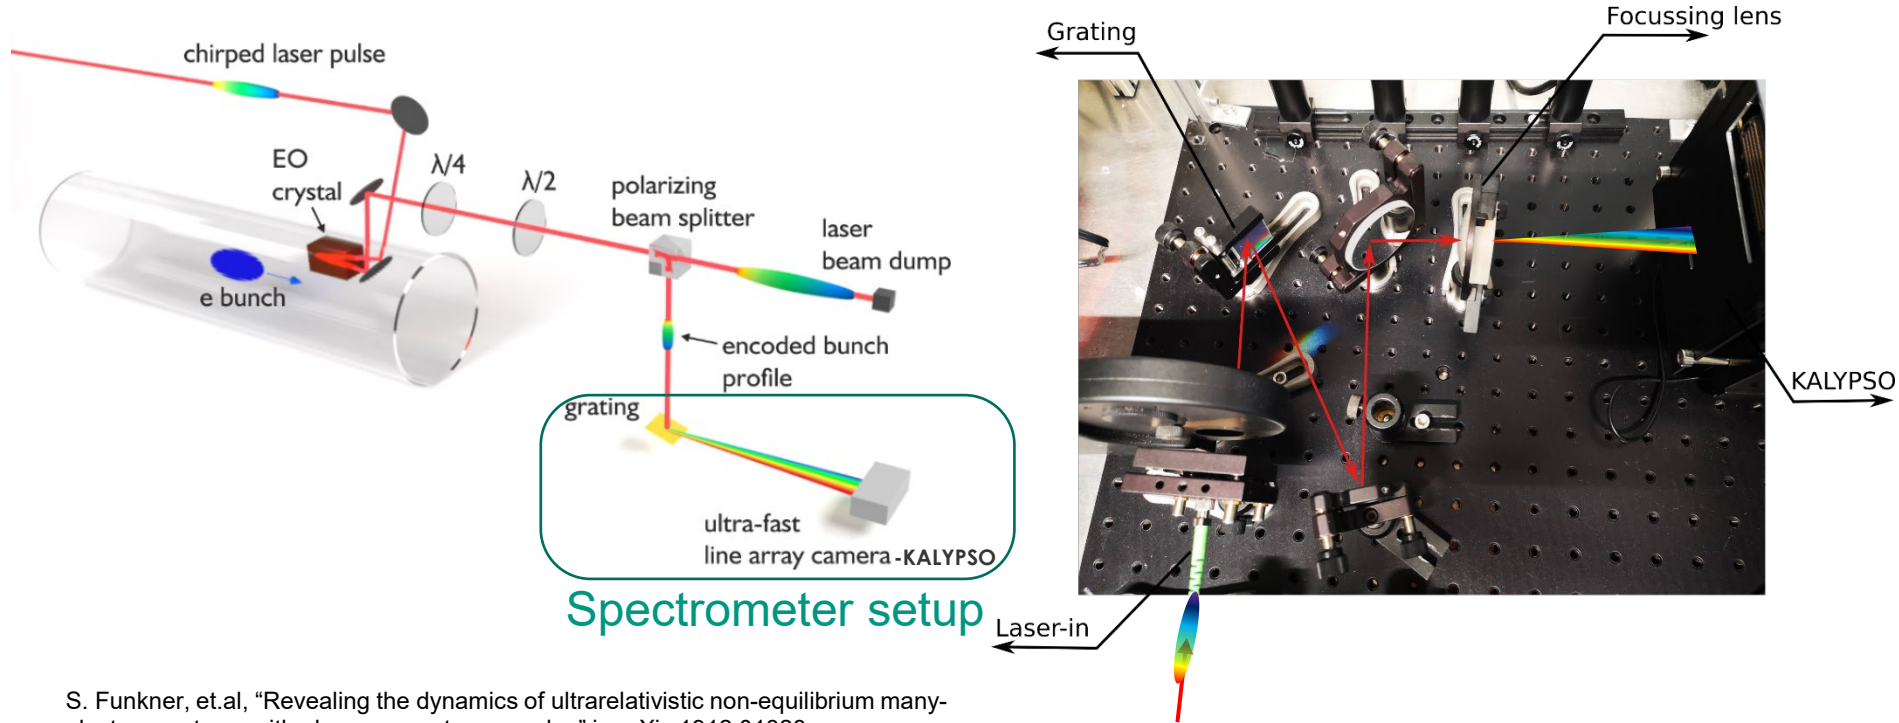 chirped laser pulse
EO
crystal
λ/4
λ/2
polarizing
beam splitter
laser
beam dump
e bunch
encoded bunch
profile
grating
ultra-fast
line array camera -KALYPSO
Spectrometer setup
Grating
Focussing lens
KALYPSO
Laser-in
S. Funkner, et.al, “Revealing the dynamics of ultrarelativistic non-equilibrium many-